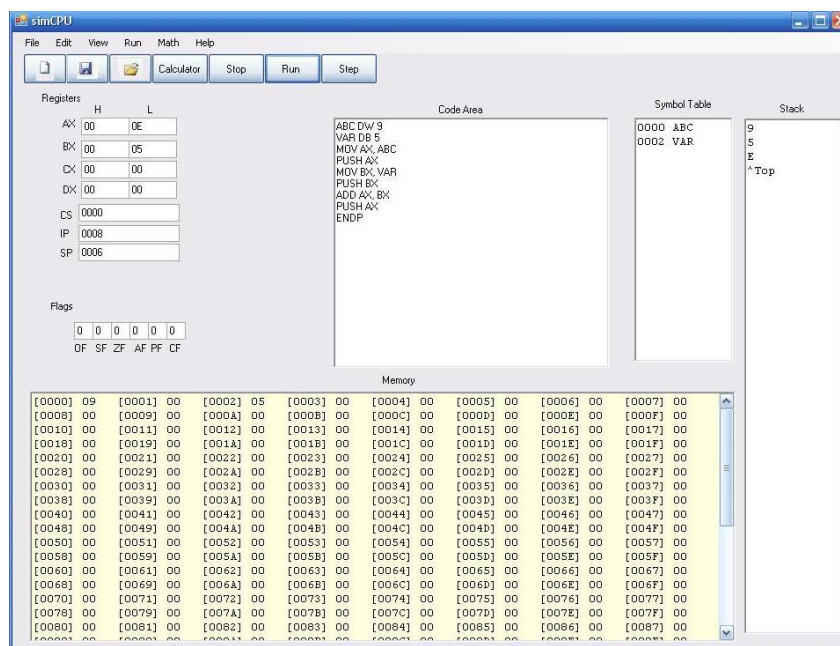 simCPU
File Edit View Run Math Help
Calculator Stop Run Step
Registers
H L
AX 00 0E
BX 00 05
CX 00 00
DX 00 00
CS 0000
IP 0008
SP 0006
Flags
0 0 0 0 0 0
OF SF ZF AF PF CF
Code Area
ABC DW 9
VAR DB 5
MOV AX, ABC
PUSH AX
MOV BX, VAR
PUSH BX
ADD AX, BX
PUSH AX
ENDP
Symbol Table
0000 ABC
0002 VAR
Stack
9
5
E
^Top
Memory
[0000] 09 [0001] 00 [0002] 05 [0003] 00 [0004] 00 [0005] 00 [0006] 00 [0007] 00
[0008] 00 [0009] 00 [000A] 00 [000B] 00 [000C] 00 [000D] 00 [000E] 00 [000F] 00
[0010] 00 [0011] 00 [0012] 00 [0013] 00 [0014] 00 [0015] 00 [0016] 00 [0017] 00
[0018] 00 [0019] 00 [001A] 00 [001B] 00 [001C] 00 [001D] 00 [001E] 00 [001F] 00
[0020] 00 [0021] 00 [0022] 00 [0023] 00 [0024] 00 [0025] 00 [0026] 00 [0027] 00
[0028] 00 [0029] 00 [002A] 00 [002B] 00 [002C] 00 [002D] 00 [002E] 00 [002F] 00
[0030] 00 [0031] 00 [0032] 00 [0033] 00 [0034] 00 [0035] 00 [0036] 00 [0037] 00
[0038] 00 [0039] 00 [003A] 00 [003B] 00 [003C] 00 [003D] 00 [003E] 00 [003F] 00
[0040] 00 [0041] 00 [0042] 00 [0043] 00 [0044] 00 [0045] 00 [0046] 00 [0047] 00
[0048] 00 [0049] 00 [004A] 00 [004B] 00 [004C] 00 [004D] 00 [004E] 00 [004F] 00
[0050] 00 [0051] 00 [0052] 00 [0053] 00 [0054] 00 [0055] 00 [0056] 00 [0057] 00
[0058] 00 [0059] 00 [005A] 00 [005B] 00 [005C] 00 [005D] 00 [005E] 00 [005F] 00
[0060] 00 [0061] 00 [0062] 00 [0063] 00 [0064] 00 [0065] 00 [0066] 00 [0067] 00
[0068] 00 [0069] 00 [006A] 00 [006B] 00 [006C] 00 [006D] 00 [006E] 00 [006F] 00
[0070] 00 [0071] 00 [0072] 00 [0073] 00 [0074] 00 [0075] 00 [0076] 00 [0077] 00
[0078] 00 [0079] 00 [007A] 00 [007B] 00 [007C] 00 [007D] 00 [007E] 00 [007F] 00
[0080] 00 [0081] 00 [0082] 00 [0083] 00 [0084] 00 [0085] 00 [0086] 00 [0087] 00